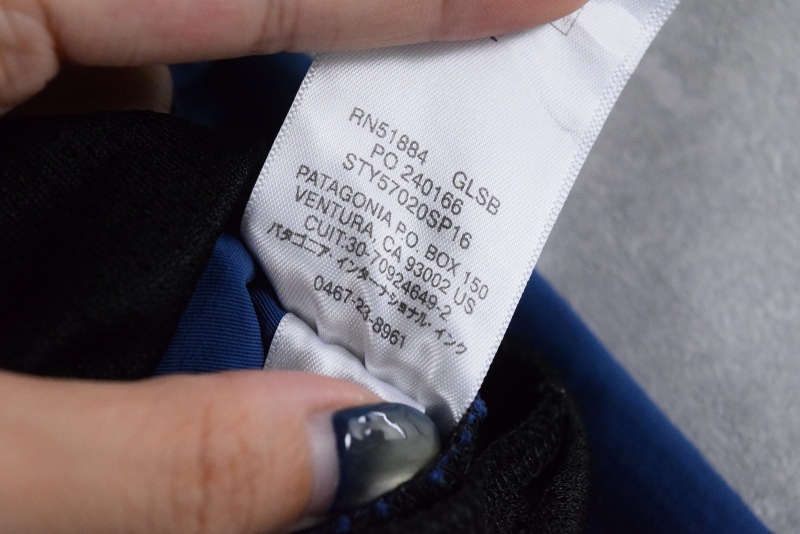 RN51884 GLSB
PO 240166
STY57020SP16
PATAGONIA P.O. BOX 150
VENTURA, CA 93002 US
CUIT:30-70924649-2
パタゴニア・インターナショナル・インク
0467-23-8961